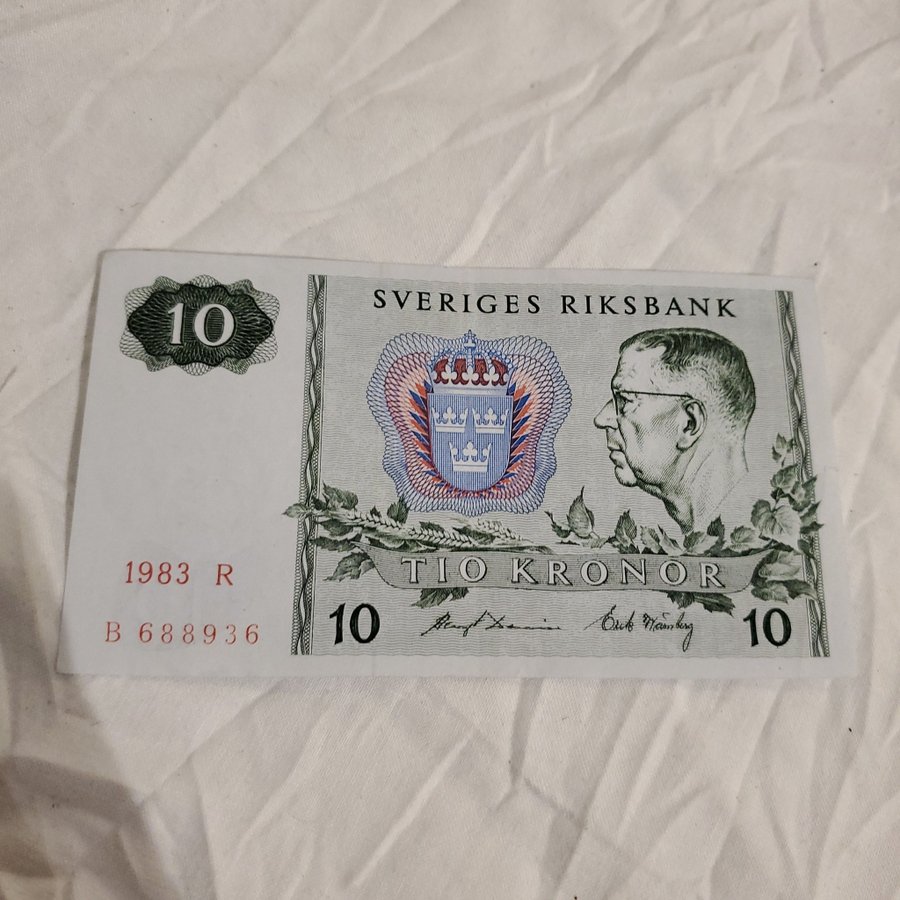 10
SVERIGES RIKSBANK
TIO KRONOR
1983 R
B 688936
10
10